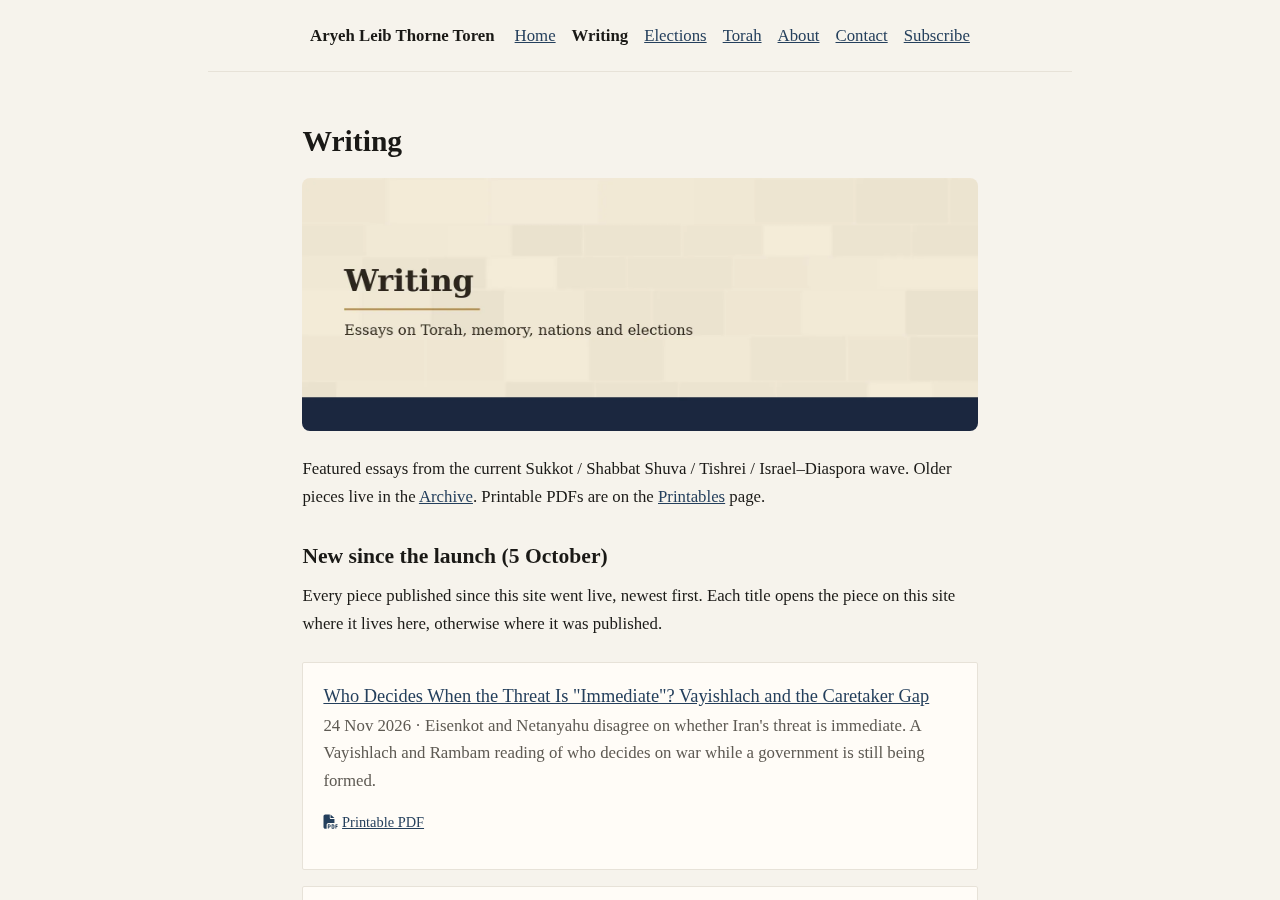 Aryeh Leib Thorne Toren Home Writing Elections Torah About Contact Subscribe
Writing
Writing
Essays on Torah, memory, nations and elections
Featured essays from the current Sukkot / Shabbat Shuva / Tishrei / Israel–Diaspora wave. Older
pieces live in the Archive. Printable PDFs are on the Printables page.
New since the launch (5 October)
Every piece published since this site went live, newest first. Each title opens the piece on this site
where it lives here, otherwise where it was published.
Who Decides When the Threat Is "Immediate"? Vayishlach and the Caretaker Gap
24 Nov 2026 · Eisenkot and Netanyahu disagree on whether Iran's threat is immediate. A
Vayishlach and Rambam reading of who decides on war while a government is still being
formed.
PDF Printable PDF